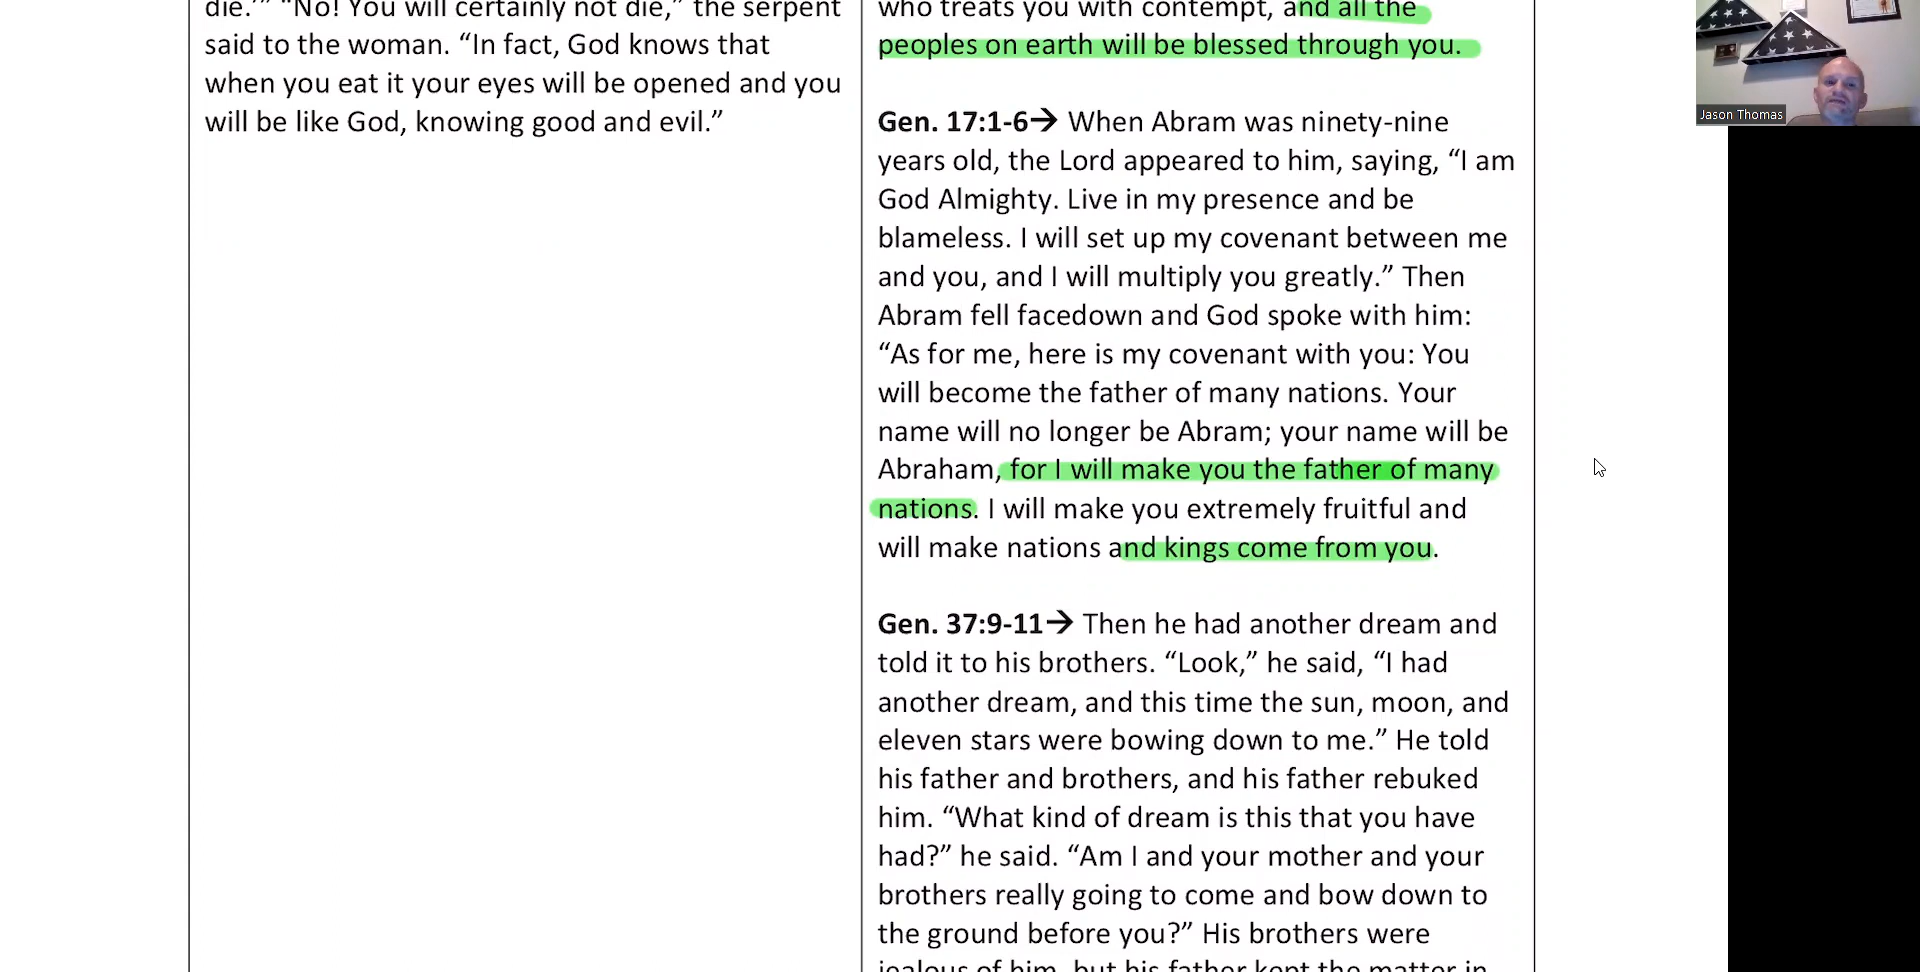 die.’” “No! You will certainly not die,” the serpent
said to the woman. “In fact, God knows that
when you eat it your eyes will be opened and you
will be like God, knowing good and evil.”
who treats you with contempt, and all the
peoples on earth will be blessed through you.
Gen. 17:1-6→ When Abram was ninety-nine
years old, the Lord appeared to him, saying, “I am
God Almighty. Live in my presence and be
blameless. I will set up my covenant between me
and you, and I will multiply you greatly.” Then
Abram fell facedown and God spoke with him:
“As for me, here is my covenant with you: You
will become the father of many nations. Your
name will no longer be Abram; your name will be
Abraham, for I will make you the father of many
nations. I will make you extremely fruitful and
will make nations and kings come from you.
Gen. 37:9-11→ Then he had another dream and
told it to his brothers. “Look,” he said, “I had
another dream, and this time the sun, moon, and
eleven stars were bowing down to me.” He told
his father and brothers, and his father rebuked
him. “What kind of dream is this that you have
had?” he said. “Am I and your mother and your
brothers really going to come and bow down to
the ground before you?” His brothers were
jealous of him, but his father kept the matter in
Jason Thomas